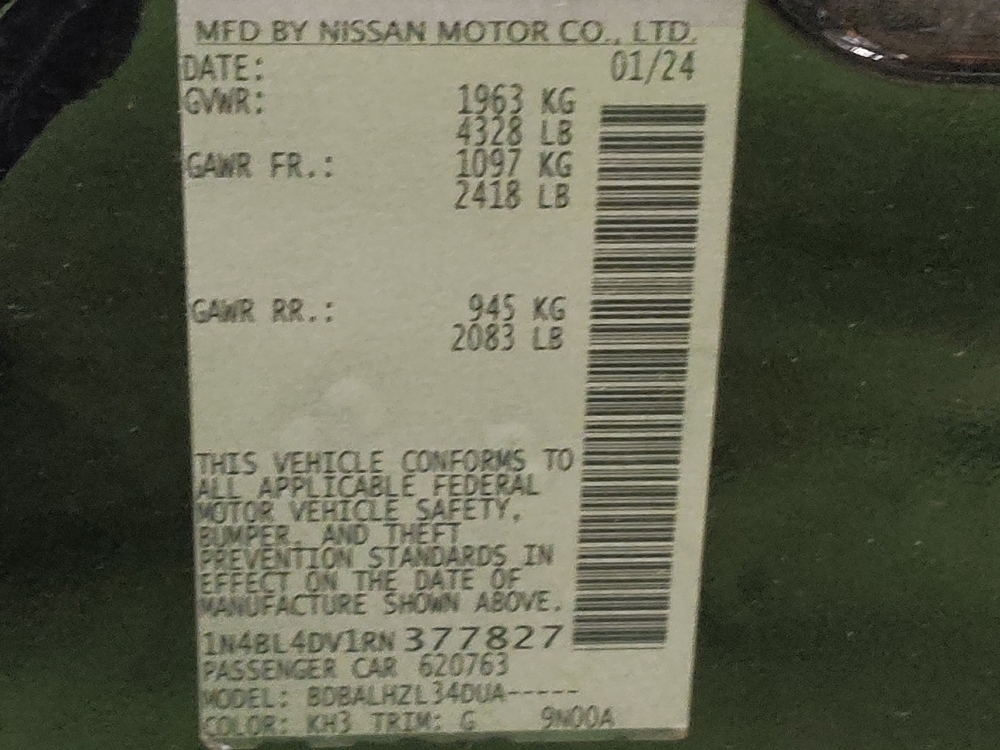 MFD BY NISSAN MOTOR CO., LTD.
DATE: 01/24
GVWR: 1963 KG
4328 LB
GAWR FR.: 1097 KG
2418 LB
GAWR RR.: 945 KG
2083 LB
THIS VEHICLE CONFORMS TO
ALL APPLICABLE FEDERAL
MOTOR VEHICLE SAFETY,
BUMPER, AND THEFT
PREVENTION STANDARDS IN
EFFECT ON THE DATE OF
MANUFACTURE SHOWN ABOVE.
1N4BL4DV1RN377827
PASSENGER CAR 620763
MODEL: BDBALHZL34DUA-----
COLOR: KH3 TRIM: G 9N00A